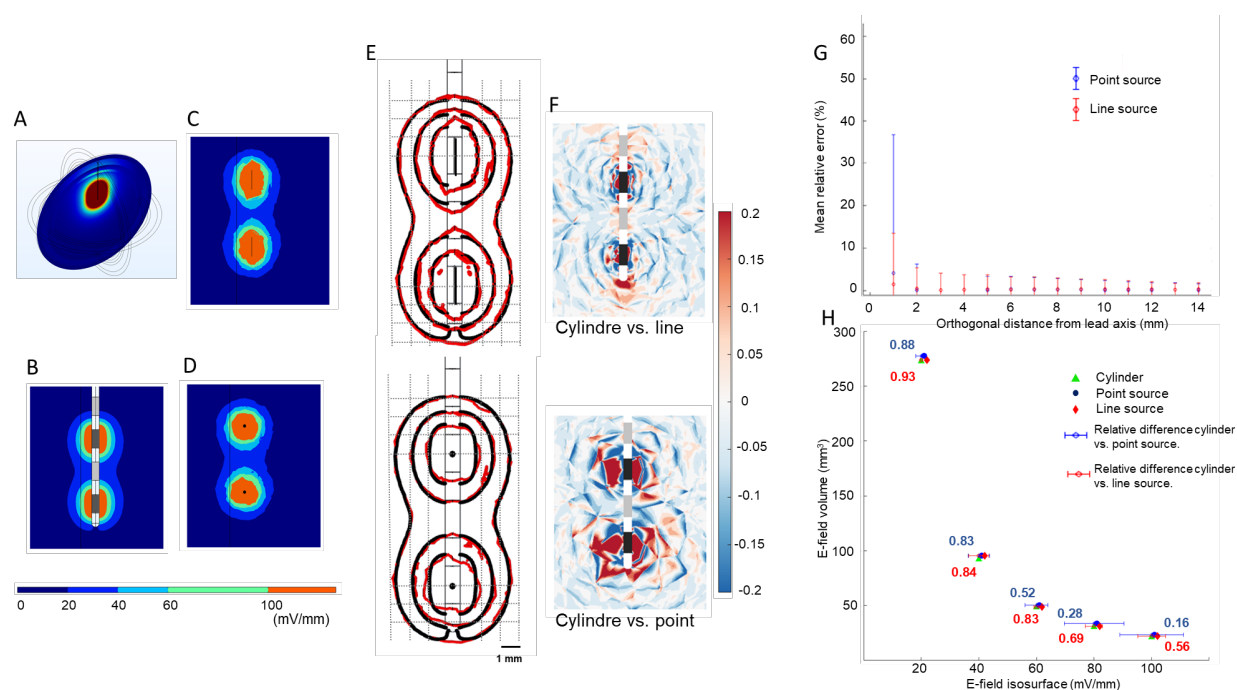 A
C
B
D
0 20 40 60 100
(mV/mm)
E
1 mm
F
Cylindre vs. line
Cylindre vs. point
0.2
0.15
0.1
0.05
0
-0.05
-0.1
-0.15
-0.2
G
Mean relative error (%)
60
50
40
30
20
10
0
Point source
Line source
2 4 6 8 10 12 14
Orthogonal distance from lead axis (mm)
H
E-field volume (mm³)
300
250
200
150
100
50
0.88
0.93
0.83
0.84
0.52
0.83
0.28
0.69
0.16
0.56
Cylinder
Point source
Line source
Relative difference cylinder
vs. point source.
Relative difference cylinder
vs. line source.
20 40 60 80 100
E-field isosurface (mV/mm)